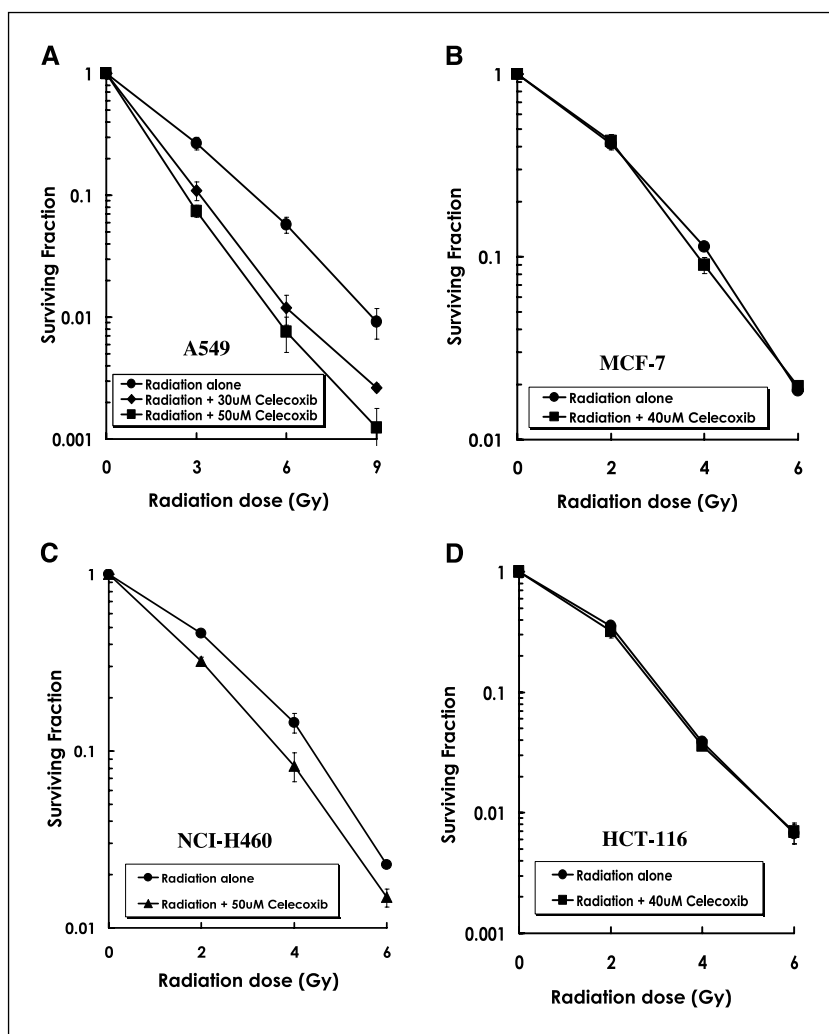 A
1
0.1
0.01
0.001
Surviving Fraction
A549
Radiation alone
Radiation + 30uM Celecoxib
Radiation + 50uM Celecoxib
0 3 6 9
Radiation dose (Gy)
B
1
0.1
0.01
Surviving Fraction
MCF-7
Radiation alone
Radiation + 40uM Celecoxib
0 2 4 6
Radiation dose (Gy)
C
1
0.1
0.01
Surviving Fraction
NCI-H460
Radiation alone
Radiation + 50uM Celecoxib
0 2 4 6
Radiation dose (Gy)
D
1
0.1
0.01
0.001
Surviving Fraction
HCT-116
Radiation alone
Radiation + 40uM Celecoxib
0 2 4 6
Radiation dose (Gy)